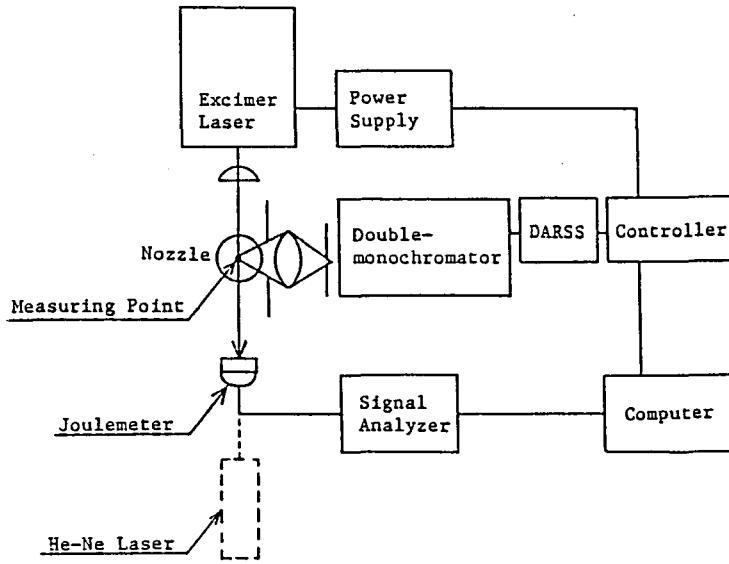 Excimer
Laser
Power
Supply
Nozzle
Double-
monochromator
DARSS
Controller
Measuring Point
Joulemeter
Signal
Analyzer
Computer
He-Ne Laser